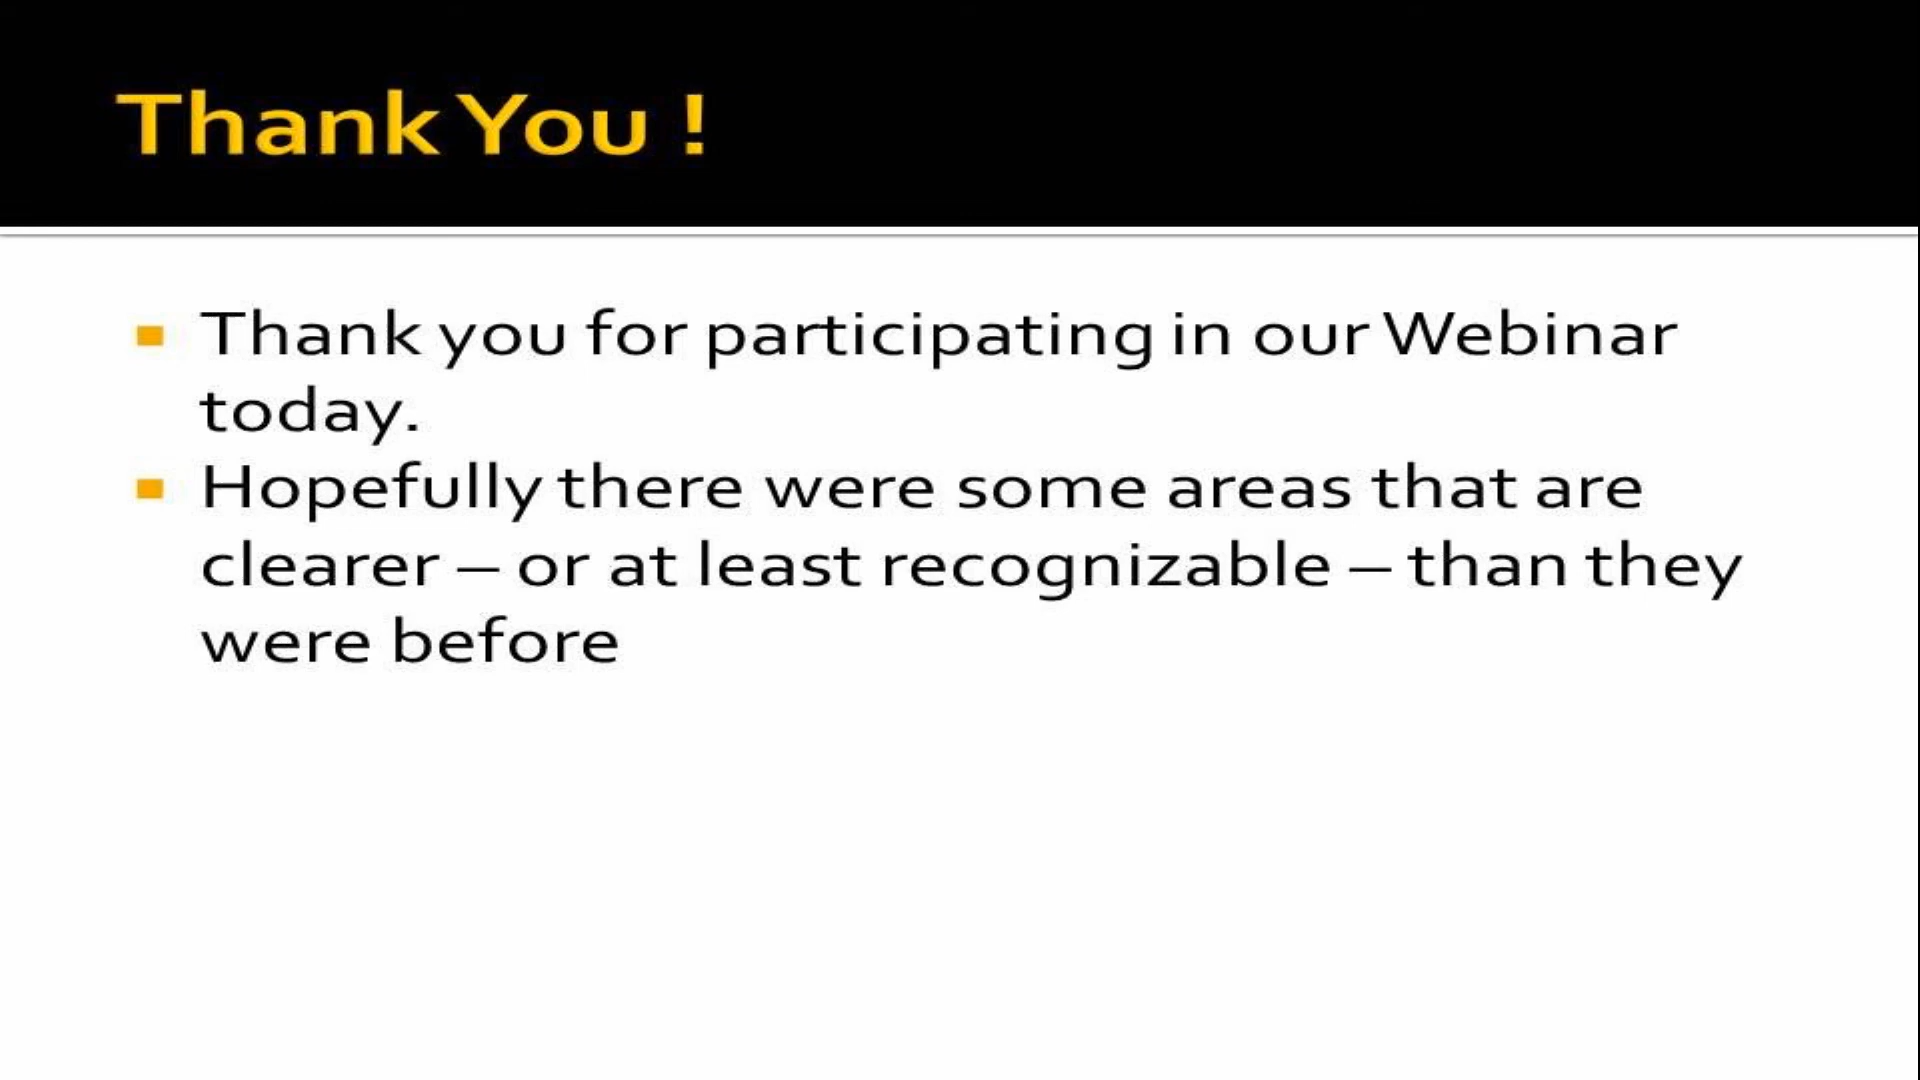 Thank You !
Thank you for participating in our Webinar
today.
Hopefully there were some areas that are
clearer – or at least recognizable – than they
were before